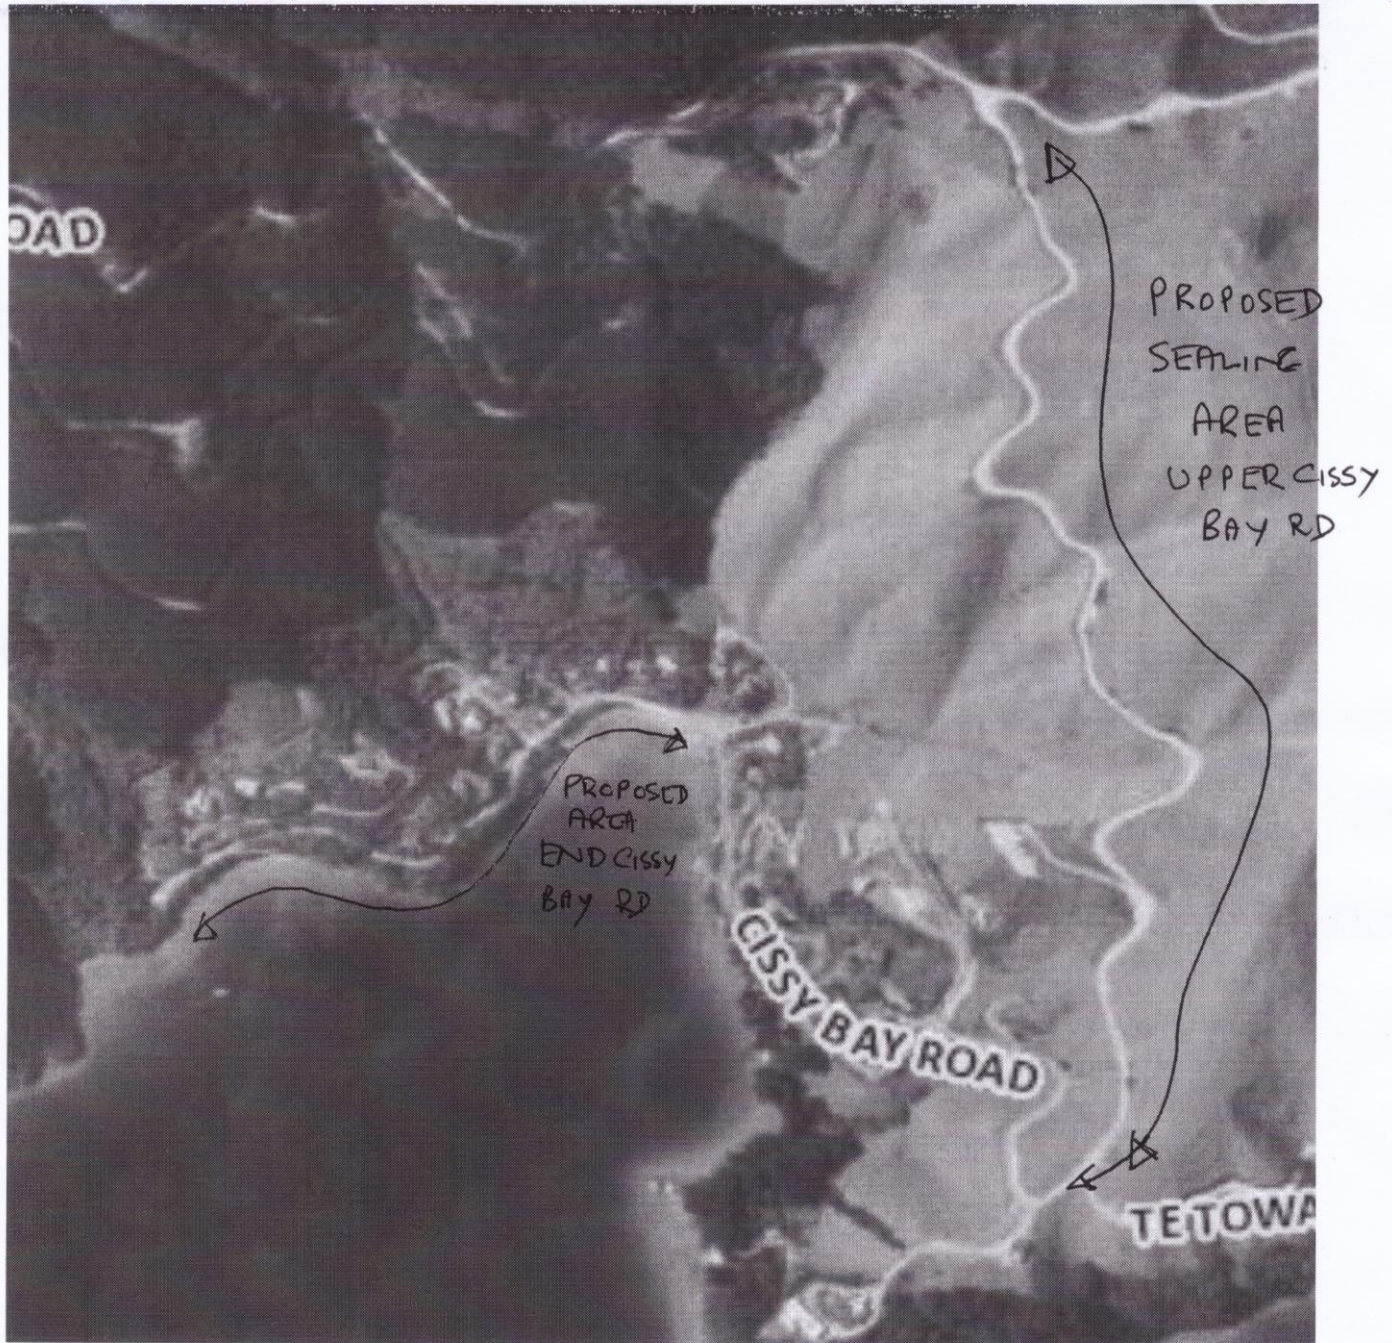 OAD
PROPOSED
SEALING
AREA
UPPER CISSY
BAY RD
PROPOSED
AREA
END CISSY
BAY RD
CISSY BAY ROAD
TE TOWA